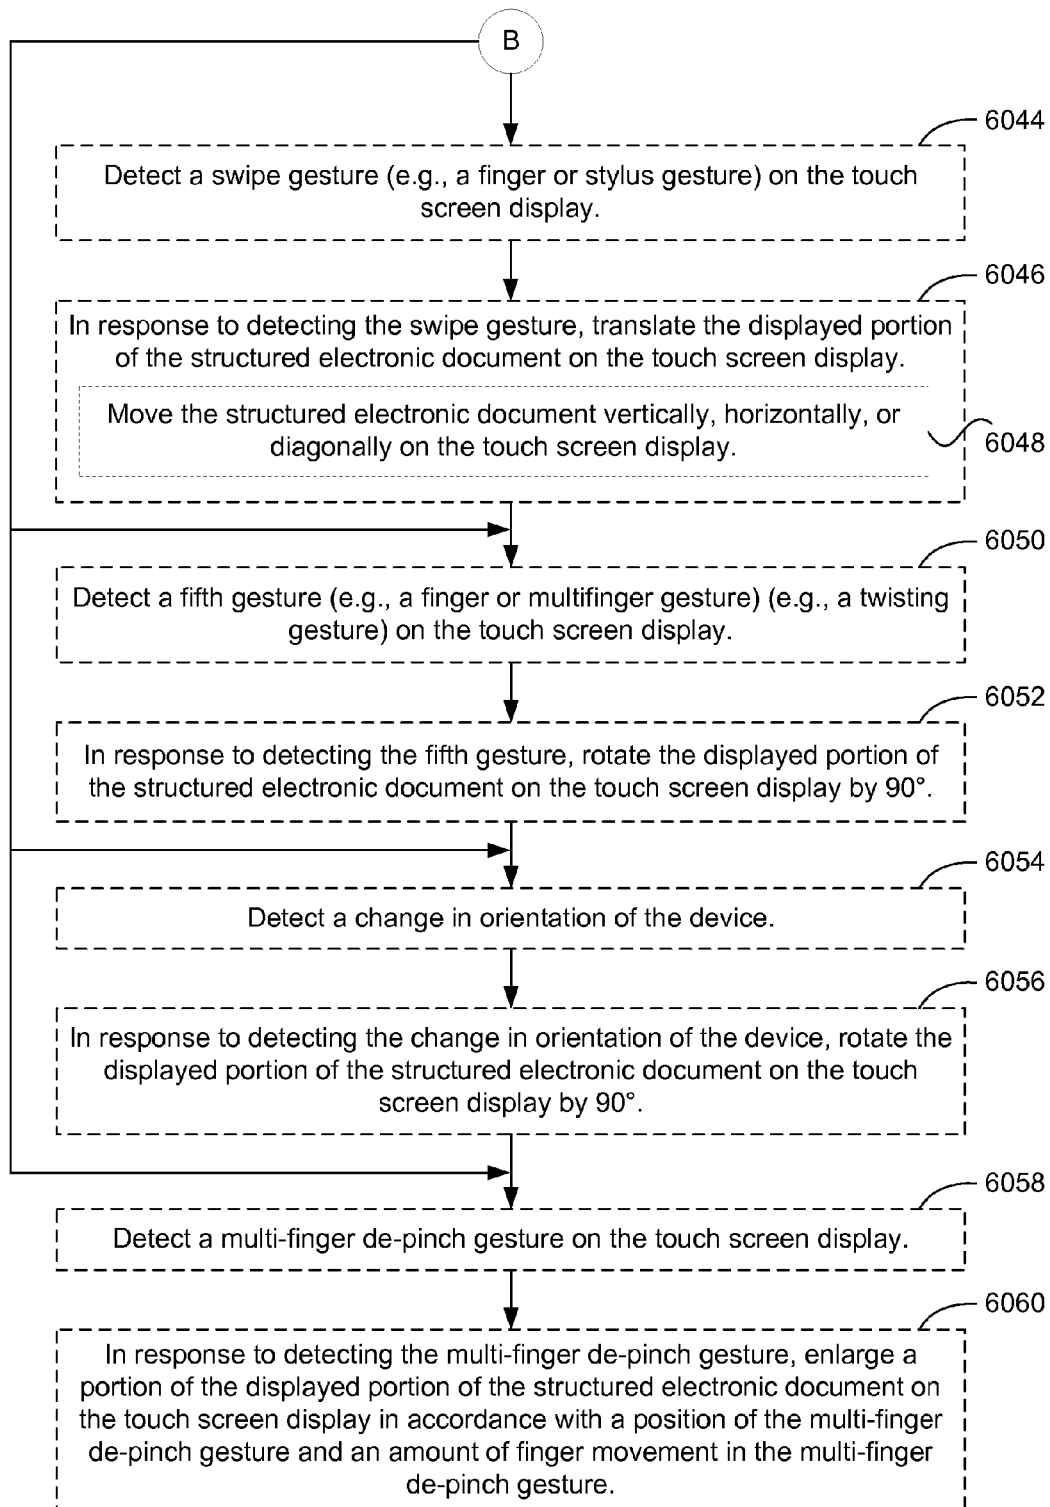 B
6044
Detect a swipe gesture (e.g., a finger or stylus gesture) on the touch
screen display.
6046
In response to detecting the swipe gesture, translate the displayed portion
of the structured electronic document on the touch screen display.
Move the structured electronic document vertically, horizontally, or
diagonally on the touch screen display.
6048
6050
Detect a fifth gesture (e.g., a finger or multifinger gesture) (e.g., a twisting
gesture) on the touch screen display.
6052
In response to detecting the fifth gesture, rotate the displayed portion of
the structured electronic document on the touch screen display by 90°.
6054
Detect a change in orientation of the device.
6056
In response to detecting the change in orientation of the device, rotate the
displayed portion of the structured electronic document on the touch
screen display by 90°.
6058
Detect a multi-finger de-pinch gesture on the touch screen display.
6060
In response to detecting the multi-finger de-pinch gesture, enlarge a
portion of the displayed portion of the structured electronic document on
the touch screen display in accordance with a position of the multi-finger
de-pinch gesture and an amount of finger movement in the multi-finger
de-pinch gesture.